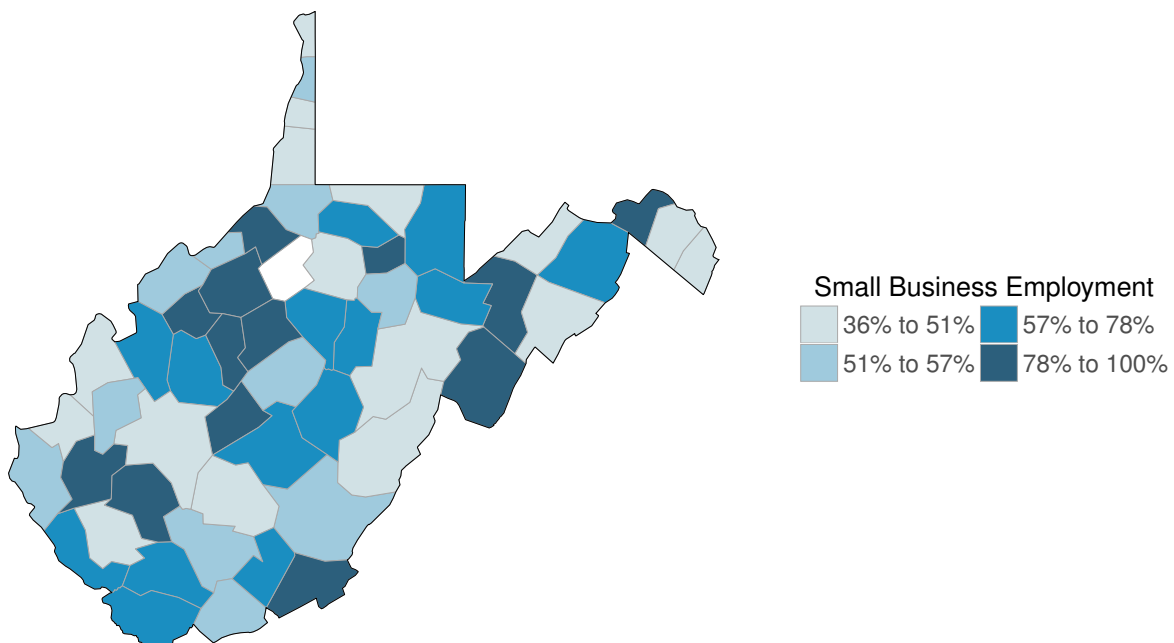 Small Business Employment
36% to 51% 57% to 78%
51% to 57% 78% to 100%